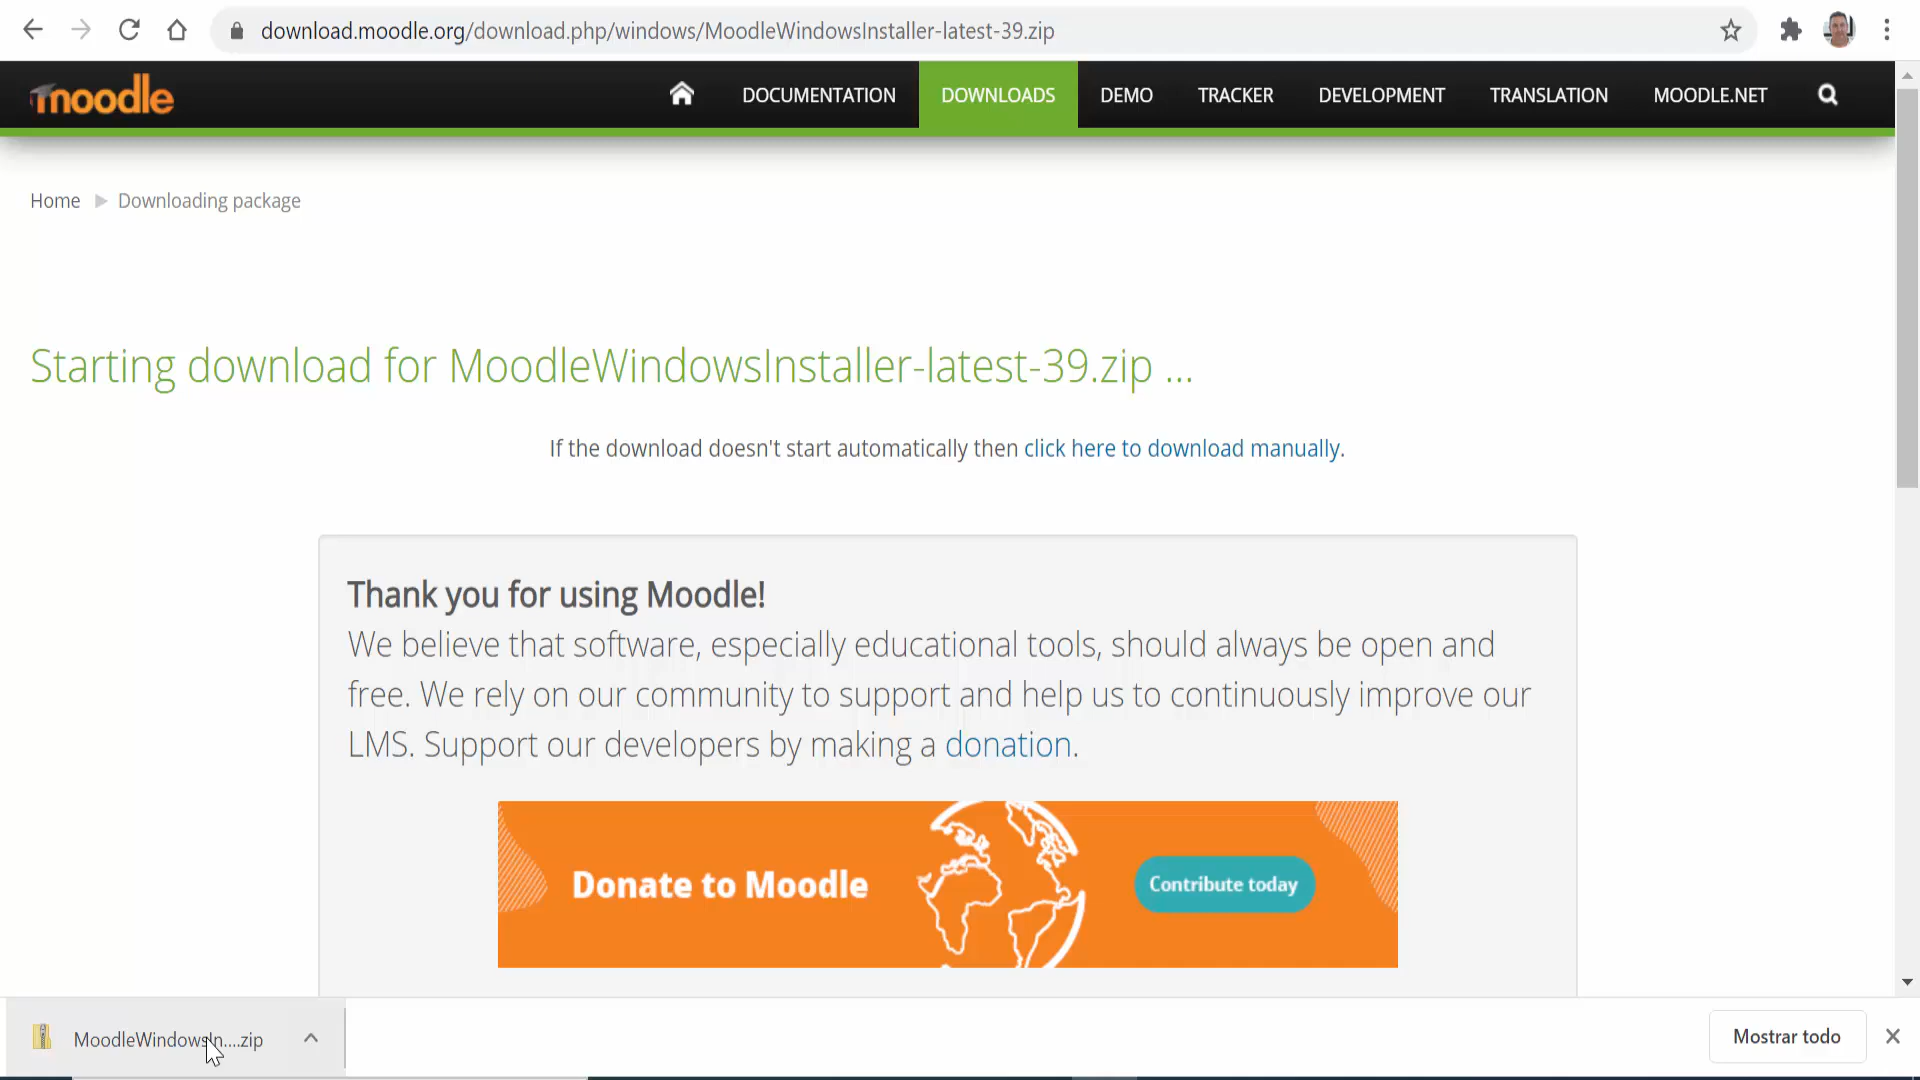 download.moodle.org/download.php/windows/MoodleWindowsInstaller-latest-39.zip
moodle
DOCUMENTATION
DOWNLOADS
DEMO
TRACKER
DEVELOPMENT
TRANSLATION
MOODLE.NET
Home
Downloading package
Starting download for MoodleWindowsInstaller-latest-39.zip ...
If the download doesn't start automatically then click here to download manually.
Thank you for using Moodle!
We believe that software, especially educational tools, should always be open and
free. We rely on our community to support and help us to continuously improve our
LMS. Support our developers by making a donation.
Donate to Moodle
Contribute today
MoodleWindowsIn....zip
Mostrar todo